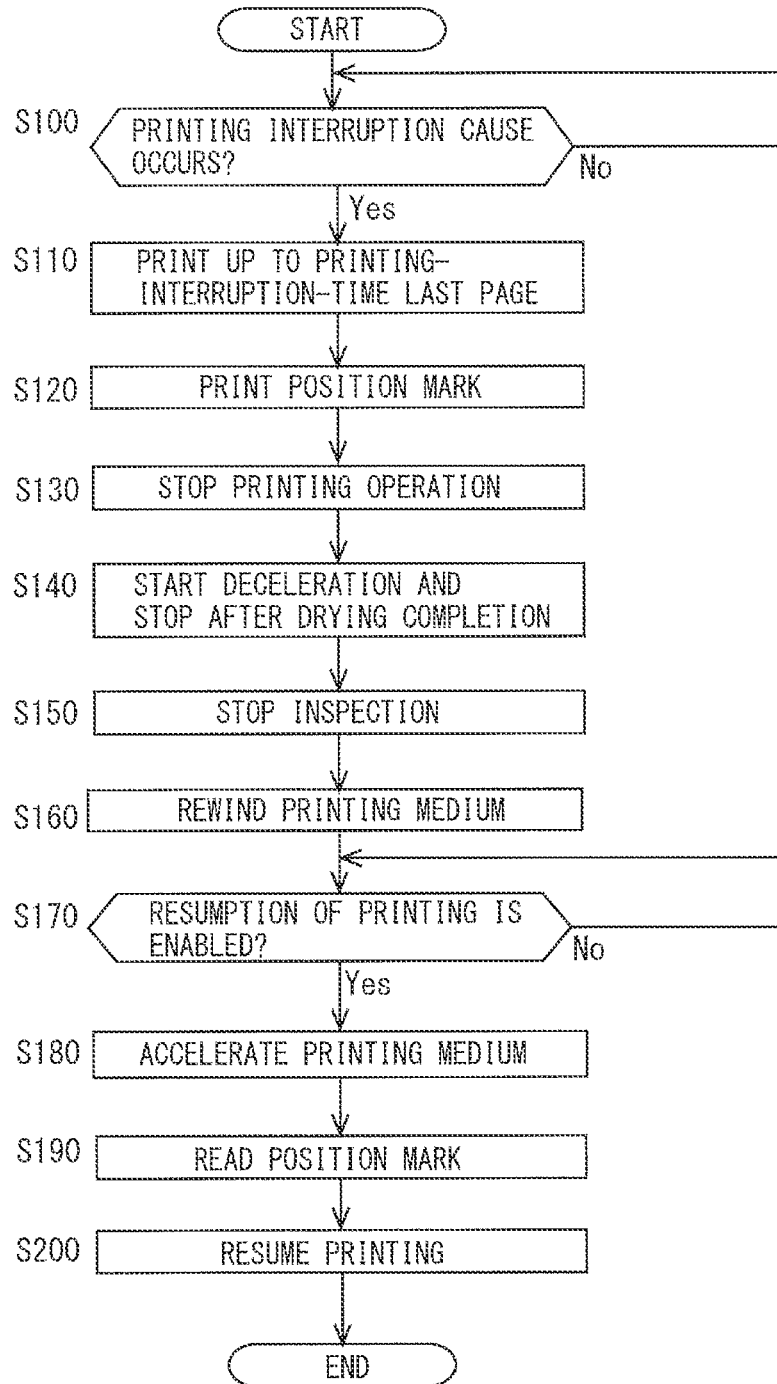 START
S100
PRINTING INTERRUPTION CAUSE
OCCURS?
No
Yes
S110
PRINT UP TO PRINTING-
INTERRUPTION-TIME LAST PAGE
S120
PRINT POSITION MARK
S130
STOP PRINTING OPERATION
S140
START DECELERATION AND
STOP AFTER DRYING COMPLETION
S150
STOP INSPECTION
S160
REWIND PRINTING MEDIUM
S170
RESUMPTION OF PRINTING IS
ENABLED?
No
Yes
S180
ACCELERATE PRINTING MEDIUM
S190
READ POSITION MARK
S200
RESUME PRINTING
END